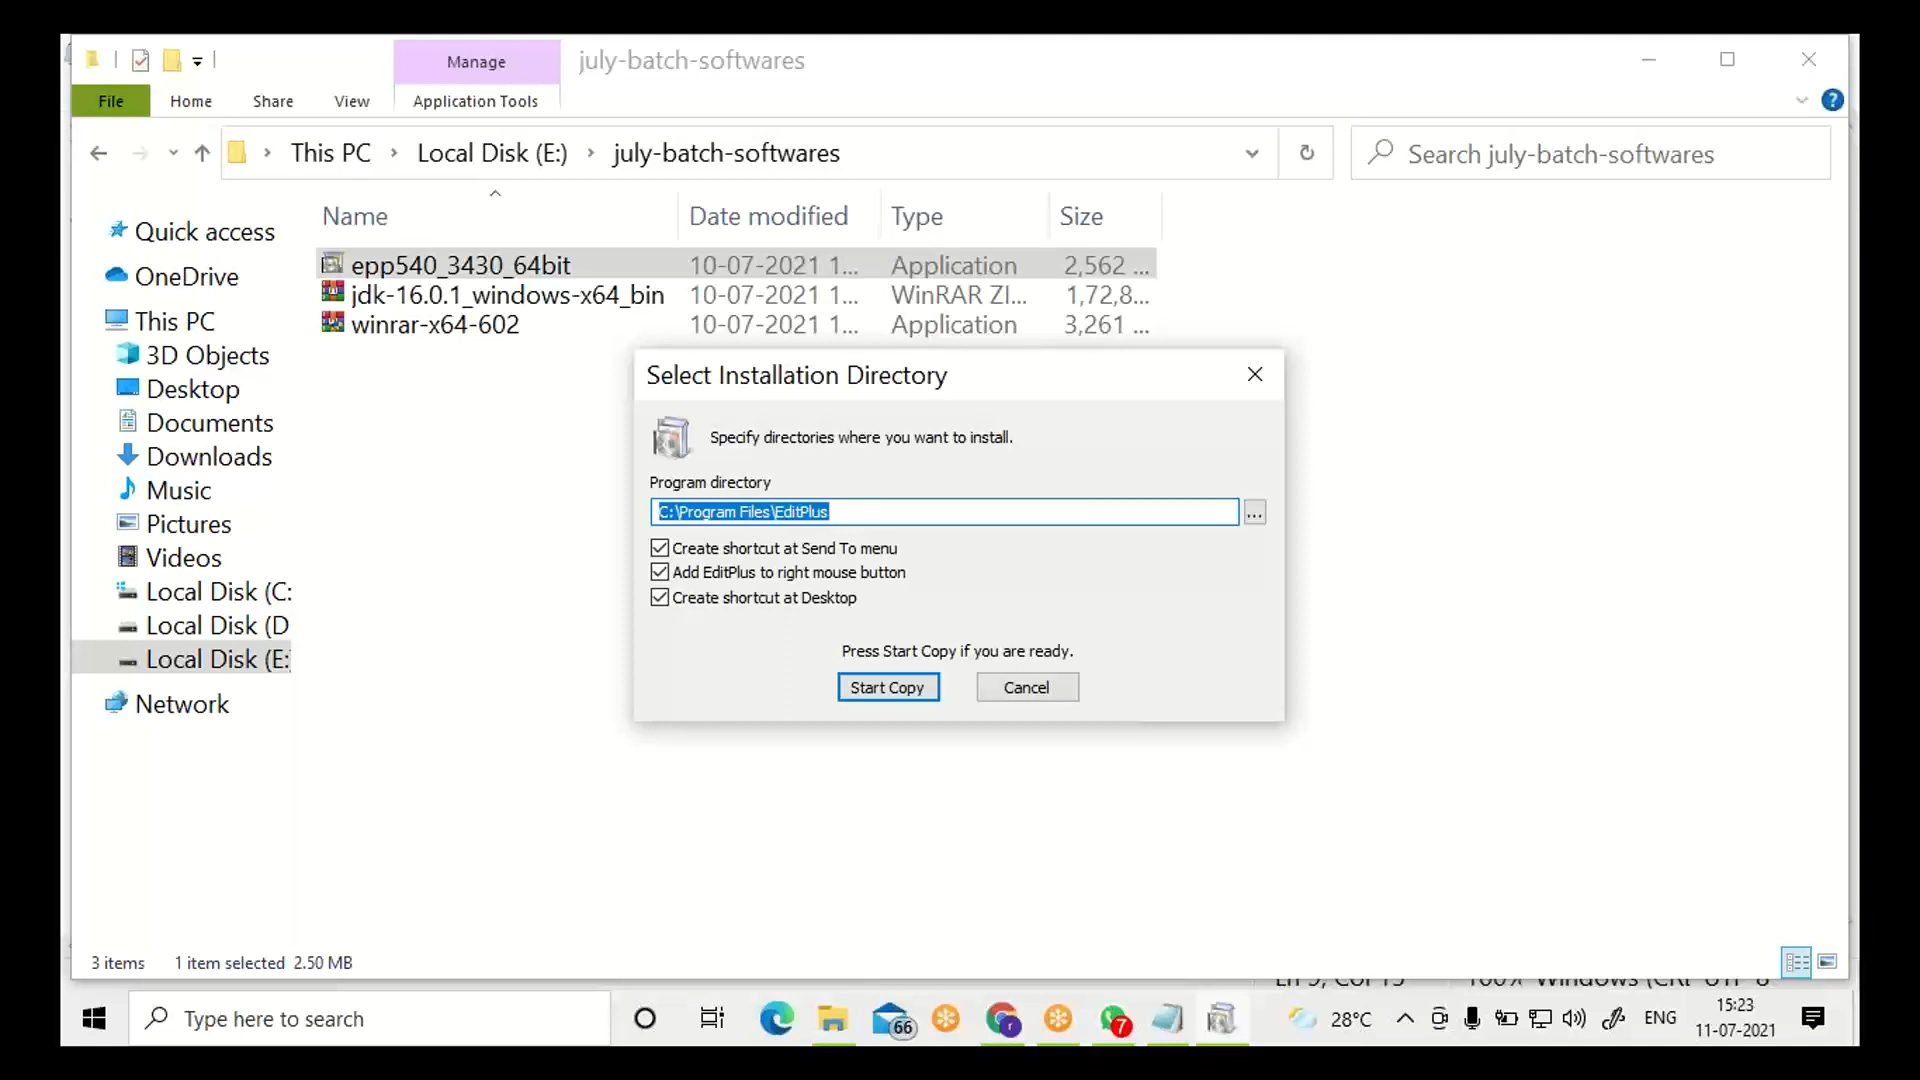 Manage
july-batch-softwares
File
Home
Share
View
Application Tools
?
This PC
Local Disk (E:)
july-batch-softwares
Search july-batch-softwares
Name
Date modified
Type
Size
epp540_3430_64bit 10-07-2021 1... Application 2,562 ...
jdk-16.0.1_windows-x64_bin 10-07-2021 1... WinRAR ZI... 1,72,8...
winrar-x64-602 10-07-2021 1... Application 3,261 ...
Quick access
OneDrive
This PC
3D Objects
Desktop
Documents
Downloads
Music
Pictures
Videos
Local Disk (C:
Local Disk (D
Local Disk (E:
Network
Select Installation Directory
Specify directories where you want to install.
Program directory
C:\Program Files\EditPlus
...
Create shortcut at Send To menu
Add EditPlus to right mouse button
Create shortcut at Desktop
Press Start Copy if you are ready.
Start Copy
Cancel
3 items 1 item selected 2.50 MB
100% Windows (CRL
Type here to search
66
r
7
28°C
ENG
15:23
11-07-2021